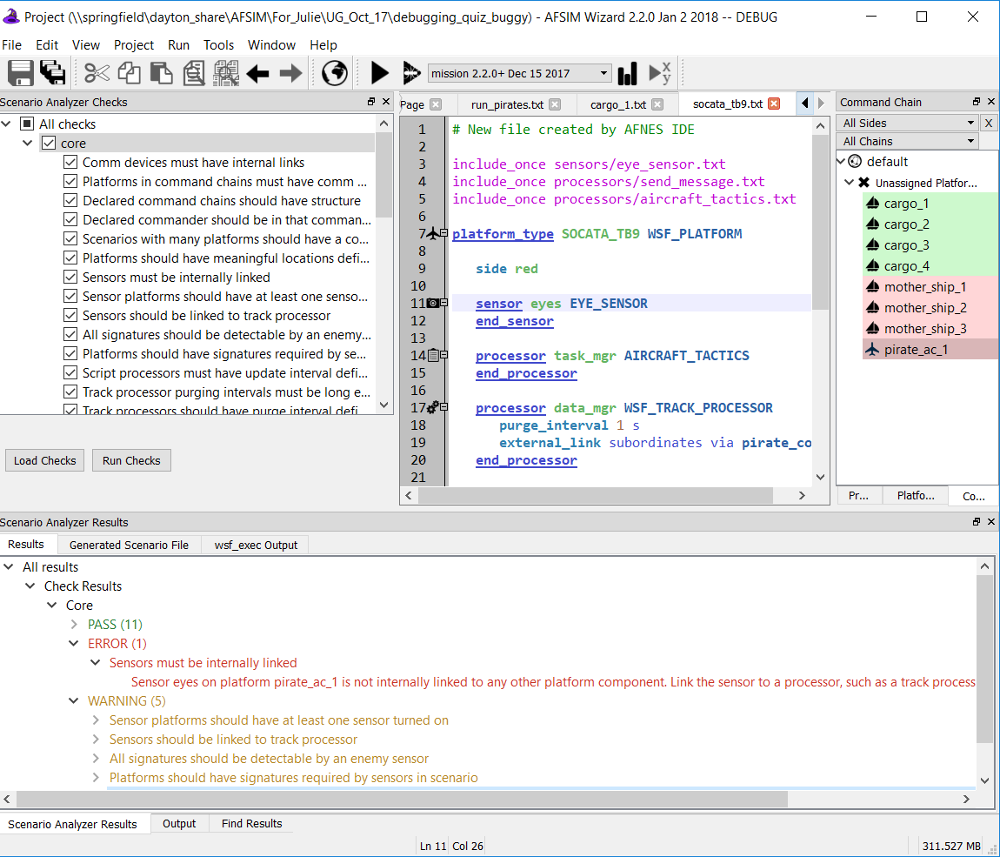 Project (\\springfield\dayton_share\AFSIM\For_Julie\UG_Oct_17\debugging_quiz_buggy) - AFSIM Wizard 2.2.0 Jan 2 2018 -- DEBUG
File Edit View Project Run Tools Window Help
mission 2.2.0+ Dec 15 2017
Scenario Analyzer Checks
All checks
core
Comm devices must have internal links
Platforms in command chains must have comm ...
Declared command chains should have structure
Declared commander should be in that comman...
Scenarios with many platforms should have a co...
Platforms should have meaningful locations defi...
Sensors must be internally linked
Sensor platforms should have at least one senso...
Sensors should be linked to track processor
All signatures should be detectable by an enemy...
Platforms should have signatures required by se...
Script processors must have update interval defi...
Track processor purging intervals must be long e...
Track processors should have purge interval defi...
Load Checks Run Checks
Page run_pirates.txt cargo_1.txt socata_tb9.txt
1 # New file created by AFNES IDE
2
3 include_once sensors/eye_sensor.txt
4 include_once processors/send_message.txt
5 include_once processors/aircraft_tactics.txt
6
7 platform_type SOCATA_TB9 WSF_PLATFORM
8
9 side red
10
11 sensor eyes EYE_SENSOR
12 end_sensor
13
14 processor task_mgr AIRCRAFT_TACTICS
15 end_processor
16
17 processor data_mgr WSF_TRACK_PROCESSOR
18 purge_interval 1 s
19 external_link subordinates via pirate_co
20 end_processor
21
Command Chain
All Sides X
All Chains
default
Unassigned Platfor...
cargo_1
cargo_2
cargo_3
cargo_4
mother_ship_1
mother_ship_2
mother_ship_3
pirate_ac_1
Pr... Platfo... Co...
Scenario Analyzer Results
Results Generated Scenario File wsf_exec Output
All results
Check Results
Core
PASS (11)
ERROR (1)
Sensors must be internally linked
Sensor eyes on platform pirate_ac_1 is not internally linked to any other platform component. Link the sensor to a processor, such as a track process
WARNING (5)
Sensor platforms should have at least one sensor turned on
Sensors should be linked to track processor
All signatures should be detectable by an enemy sensor
Platforms should have signatures required by sensors in scenario
Scenario Analyzer Results Output Find Results
Ln 11 Col 26 311.527 MB